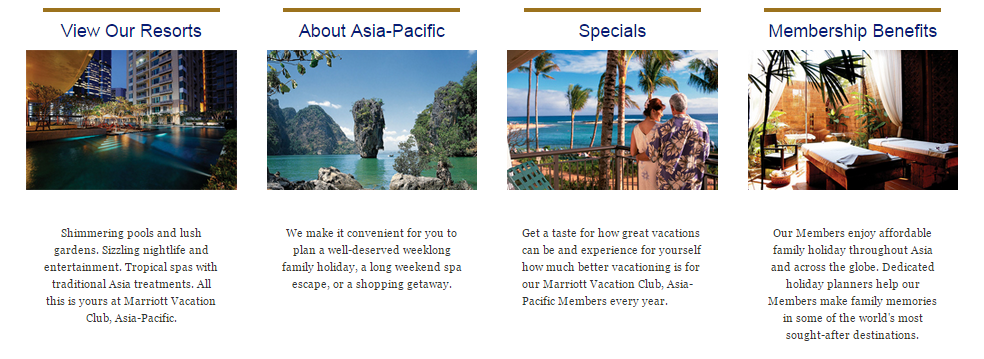 View Our Resorts
Shimmering pools and lush
gardens. Sizzling nightlife and
entertainment. Tropical spas with
traditional Asia treatments. All
this is yours at Marriott Vacation
Club, Asia-Pacific.
About Asia-Pacific
We make it convenient for you to
plan a well-deserved weeklong
family holiday, a long weekend spa
escape, or a shopping getaway.
Specials
Get a taste for how great vacations
can be and experience for yourself
how much better vacationing is for
our Marriott Vacation Club, Asia-
Pacific Members every year.
Membership Benefits
Our Members enjoy affordable
family holiday throughout Asia
and across the globe. Dedicated
holiday planners help our
Members make family memories
in some of the world's most
sought-after destinations.